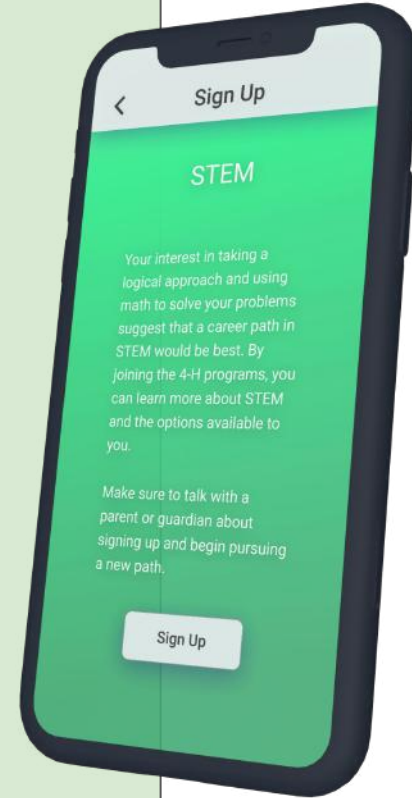 Sign Up
STEM
Your interest in taking a
logical approach and using
math to solve your problems
suggest that a career path in
STEM would be best. By
joining the 4-H programs, you
can learn more about STEM
and the options available to
you.
Make sure to talk with a
parent or guardian about
signing up and begin pursuing
a new path.
Sign Up